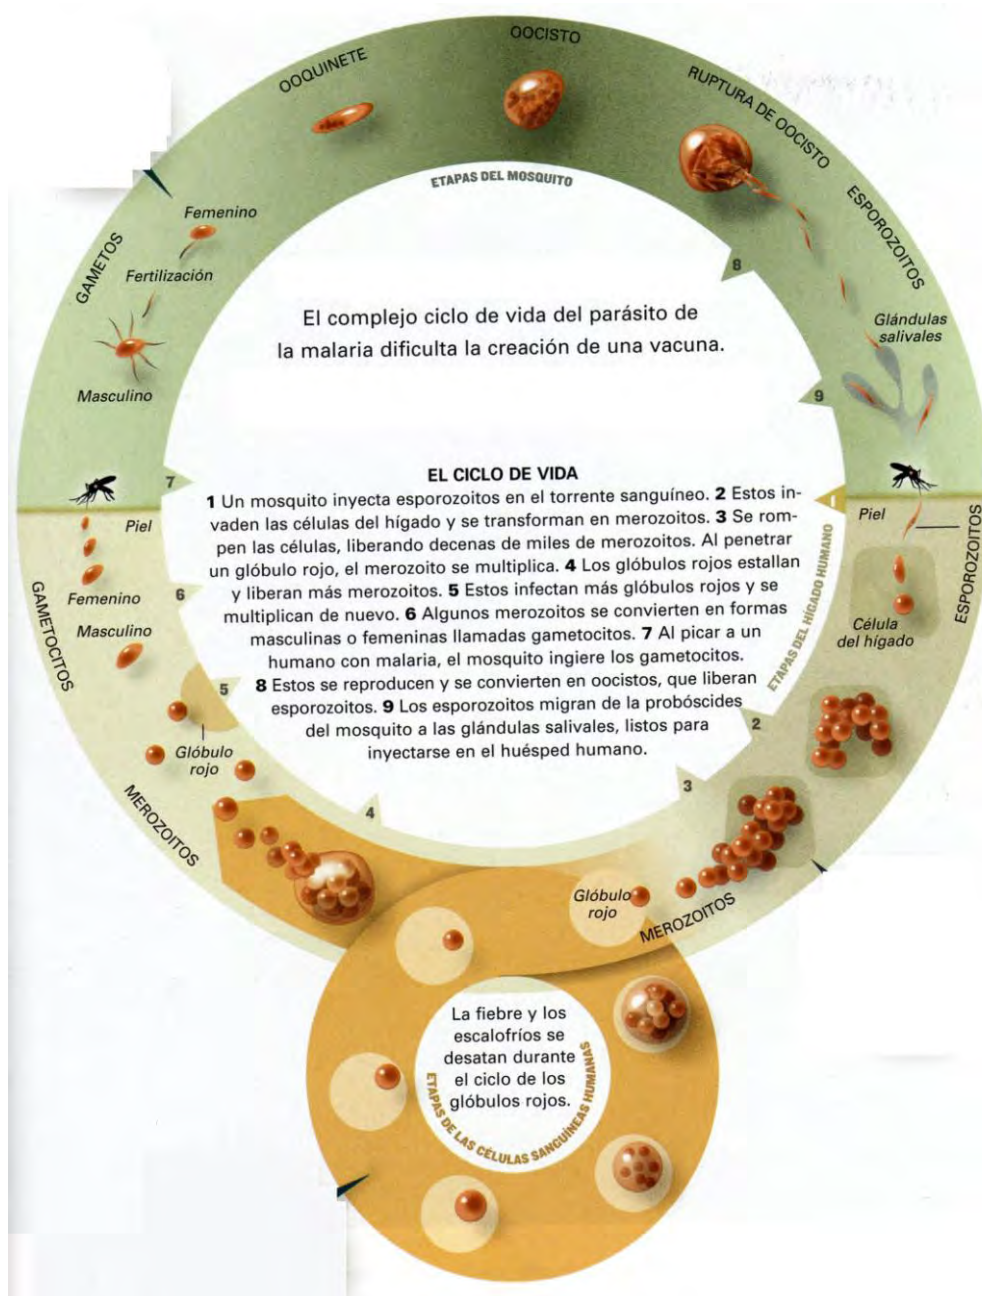 OOCISTO
OOQUINETE
RUPTURA DE OOCISTO
ETAPAS DEL MOSQUITO
ESPOROZOITOS
GAMETOS
Femenino
Fertilización
Masculino
8
Glándulas
salivales
9
El complejo ciclo de vida del parásito de
la malaria dificulta la creación de una vacuna.
7
EL CICLO DE VIDA
1 Un mosquito inyecta esporozoitos en el torrente sanguíneo. 2 Estos in-
vaden las células del hígado y se transforman en merozoitos. 3 Se rom-
pen las células, liberando decenas de miles de merozoitos. Al penetrar
un glóbulo rojo, el merozoito se multiplica. 4 Los glóbulos rojos estallan
y liberan más merozoitos. 5 Estos infectan más glóbulos rojos y se
multiplican de nuevo. 6 Algunos merozoitos se convierten en formas
masculinas o femeninas llamadas gametocitos. 7 Al picar a un
humano con malaria, el mosquito ingiere los gametocitos.
8 Estos se reproducen y se convierten en oocistos, que liberan
esporozoitos. 9 Los esporozoitos migran de la probóscides
del mosquito a las glándulas salivales, listos para
inyectarse en el huésped humano.
1
Piel
ESPOROZOITOS
Célula
del hígado
ETAPAS DEL HÍGADO HUMANO
2
3
Piel
Femenino
6
Masculino
GAMETOCITOS
5
Glóbulo
rojo
MEROZOITOS
4
Glóbulo
rojo
MEROZOITOS
La fiebre y los
escalofríos se
desatan durante
el ciclo de los
glóbulos rojos.
ETAPAS DE LAS CÉLULAS SANGUÍNEAS HUMANAS